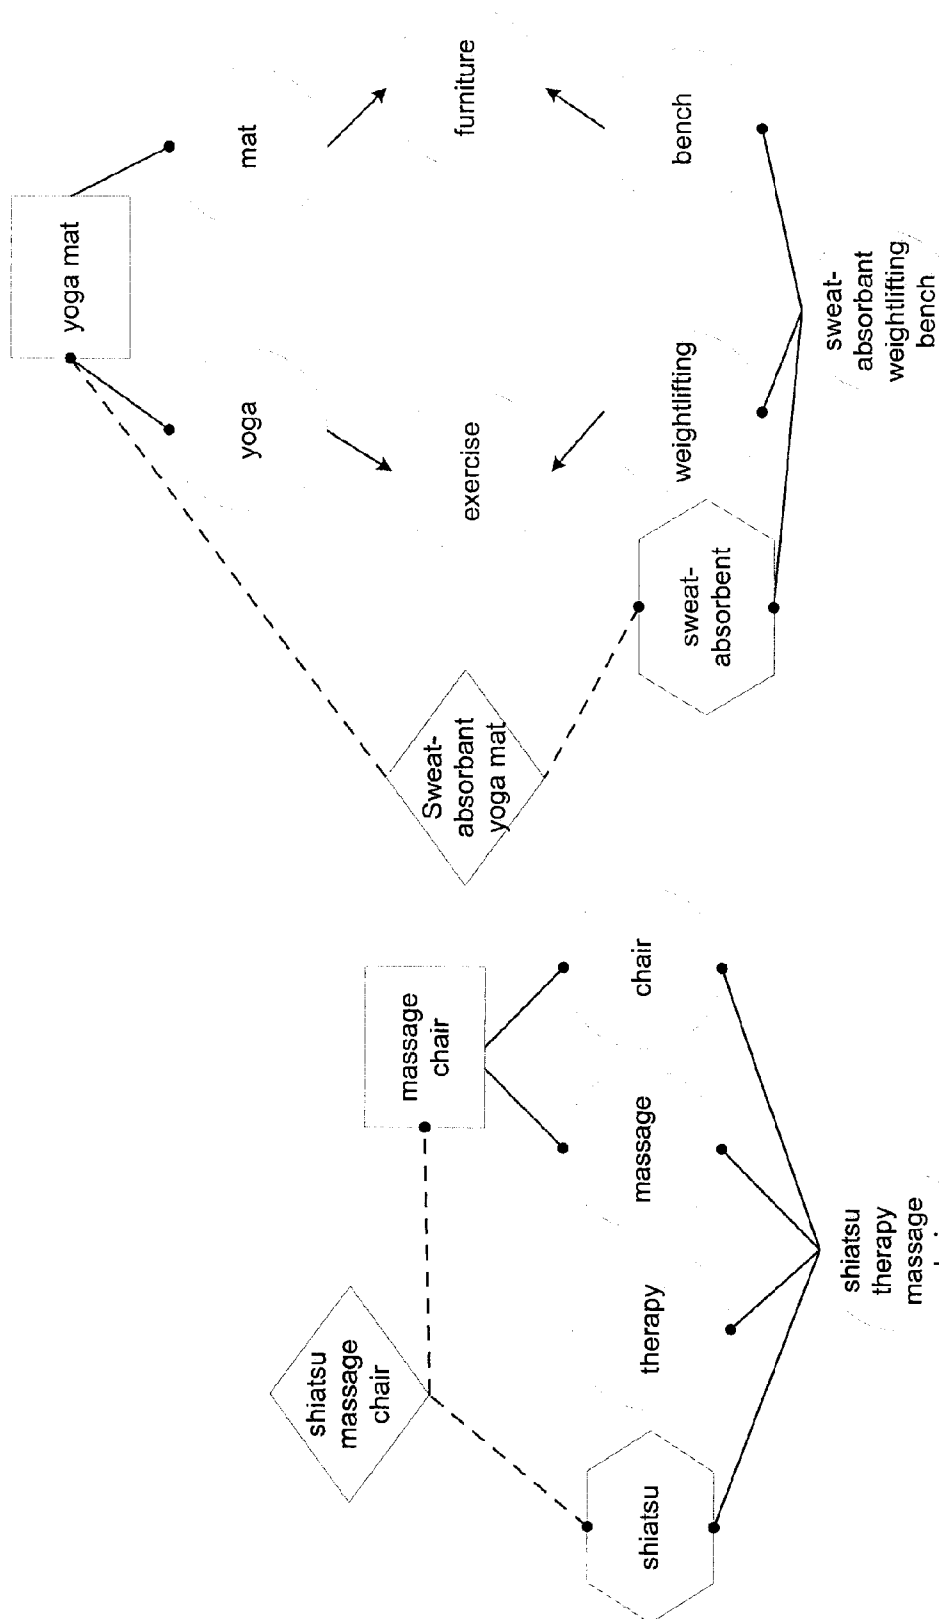 shiatsu
massage
chair
massage
chair
shiatsu
therapy
massage
chair
shiatsu
therapy
massage
yoga mat
yoga
mat
Sweat-
absorbant
yoga mat
exercise
furniture
sweat-
absorbent
weightlifting
bench
sweat-
absorbant
weightlifting
bench